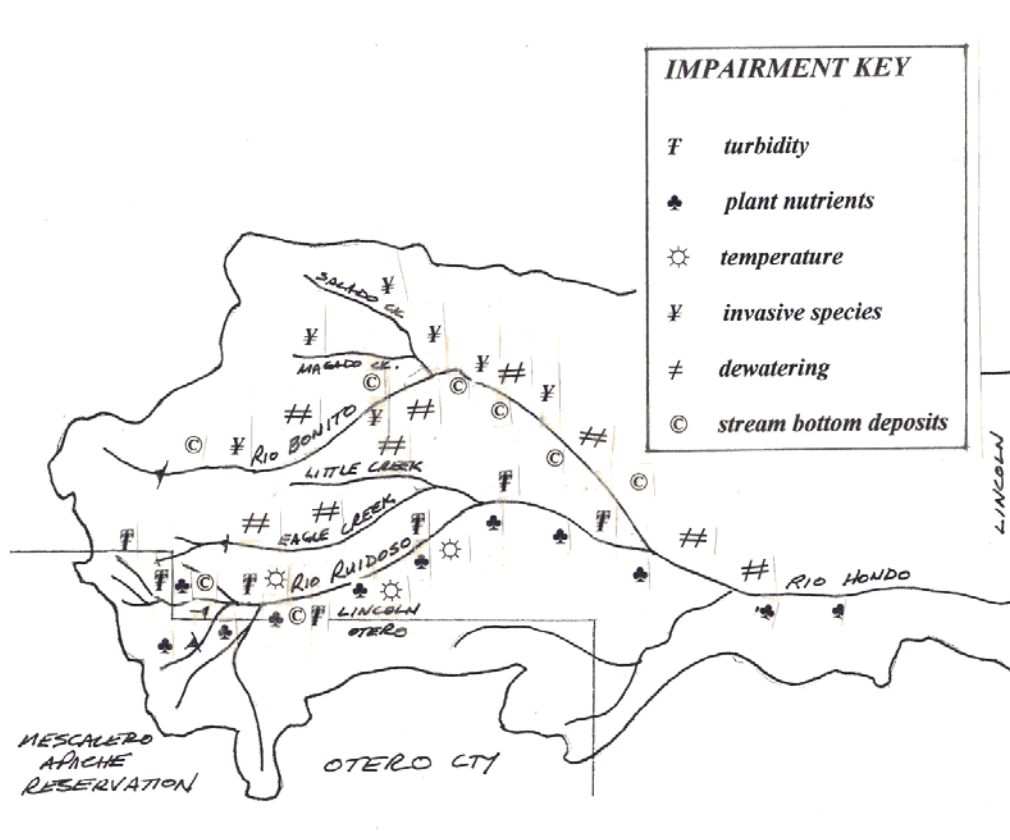 IMPAIRMENT KEY
Ŧ turbidity
♣ plant nutrients
☼ temperature
¥ invasive species
# dewatering
© stream bottom deposits
SALADO CK
MAGADO CK.
RIO BONITO
LITTLE CREEK
EAGLE CREEK
RIO RUIDOSO
RIO HONDO
LINCOLN
LINCOLN
OTERO
MESCALERO
APACHE
RESERVATION
OTERO CTY